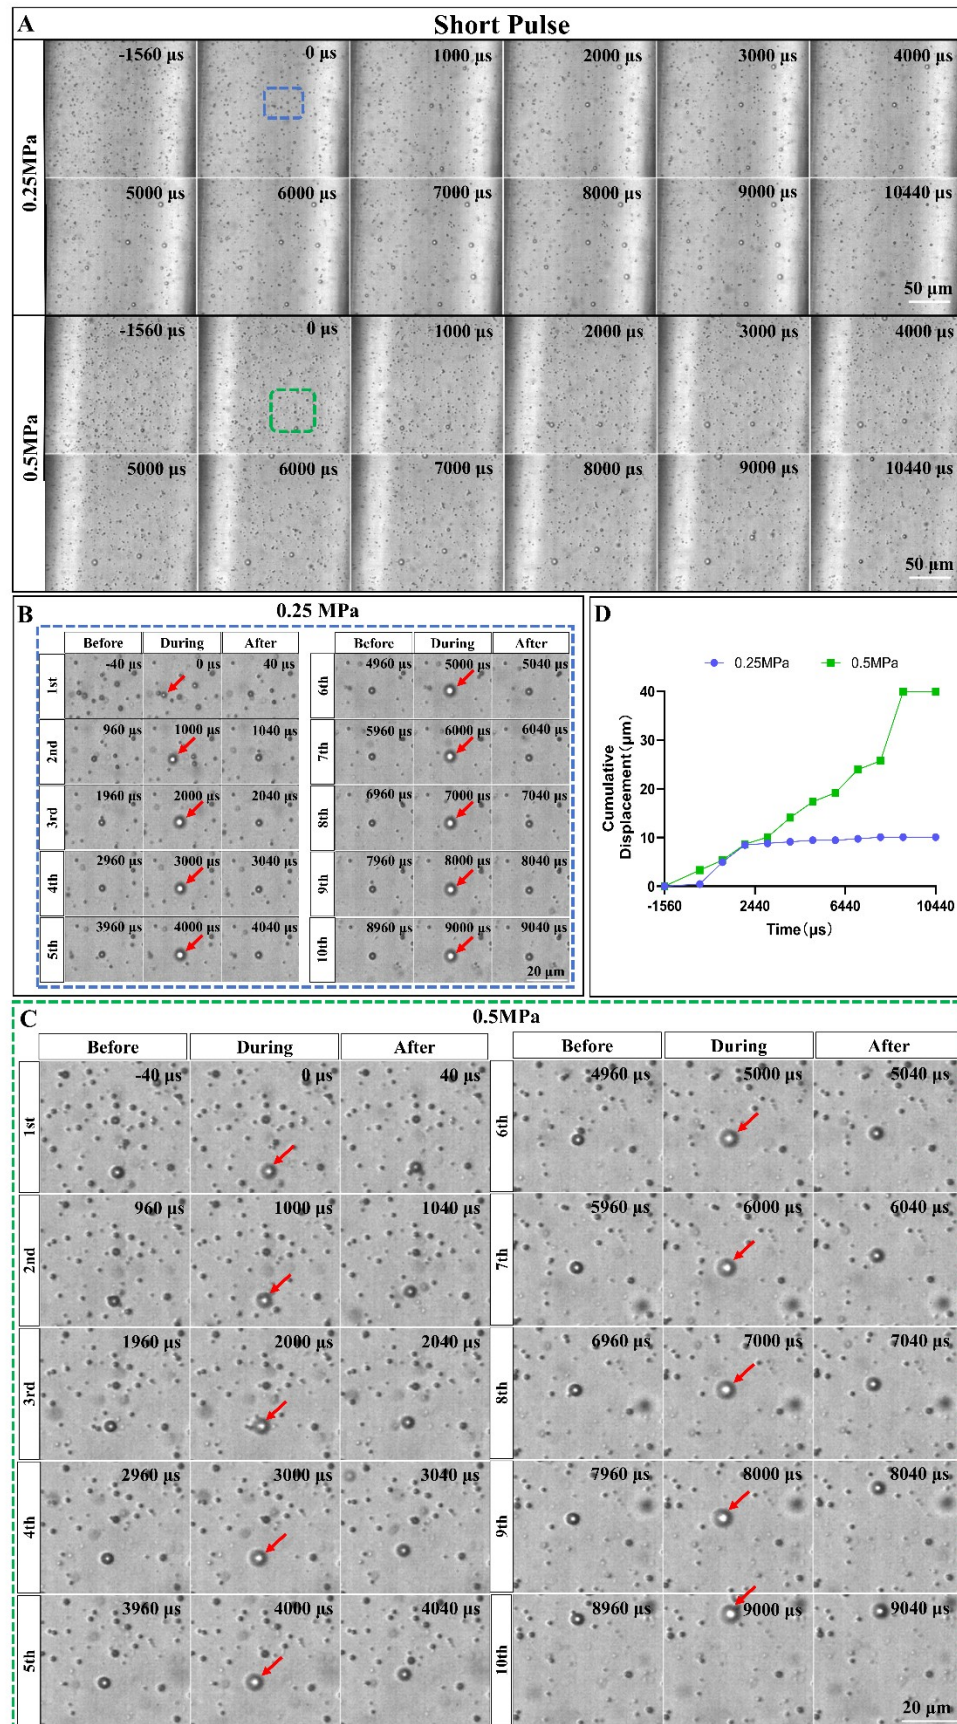 A
Short Pulse
0.25MPa
-1560 µs 0 µs 1000 µs 2000 µs 3000 µs 4000 µs
5000 µs 6000 µs 7000 µs 8000 µs 9000 µs 10440 µs
50 µm
0.5MPa
-1560 µs 0 µs 1000 µs 2000 µs 3000 µs 4000 µs
5000 µs 6000 µs 7000 µs 8000 µs 9000 µs 10440 µs
50 µm
B
0.25 MPa
Before During After Before During After
1st -40 µs 0 µs 40 µs 6th 4960 µs 5000 µs 5040 µs
2nd 960 µs 1000 µs 1040 µs 7th 5960 µs 6000 µs 6040 µs
3rd 1960 µs 2000 µs 2040 µs 8th 6960 µs 7000 µs 7040 µs
4th 2960 µs 3000 µs 3040 µs 9th 7960 µs 8000 µs 8040 µs
5th 3960 µs 4000 µs 4040 µs 10th 8960 µs 9000 µs 9040 µs
20 µm
D
0.25MPa 0.5MPa
Cumulative
Displacement(µm)
40
30
20
10
0
-1560 2440 6440 10440
Time(µs)
C
0.5MPa
Before During After Before During After
1st -40 µs 0 µs 40 µs 6th 4960 µs 5000 µs 5040 µs
2nd 960 µs 1000 µs 1040 µs 7th 5960 µs 6000 µs 6040 µs
3rd 1960 µs 2000 µs 2040 µs 8th 6960 µs 7000 µs 7040 µs
4th 2960 µs 3000 µs 3040 µs 9th 7960 µs 8000 µs 8040 µs
5th 3960 µs 4000 µs 4040 µs 10th 8960 µs 9000 µs 9040 µs
20 µm